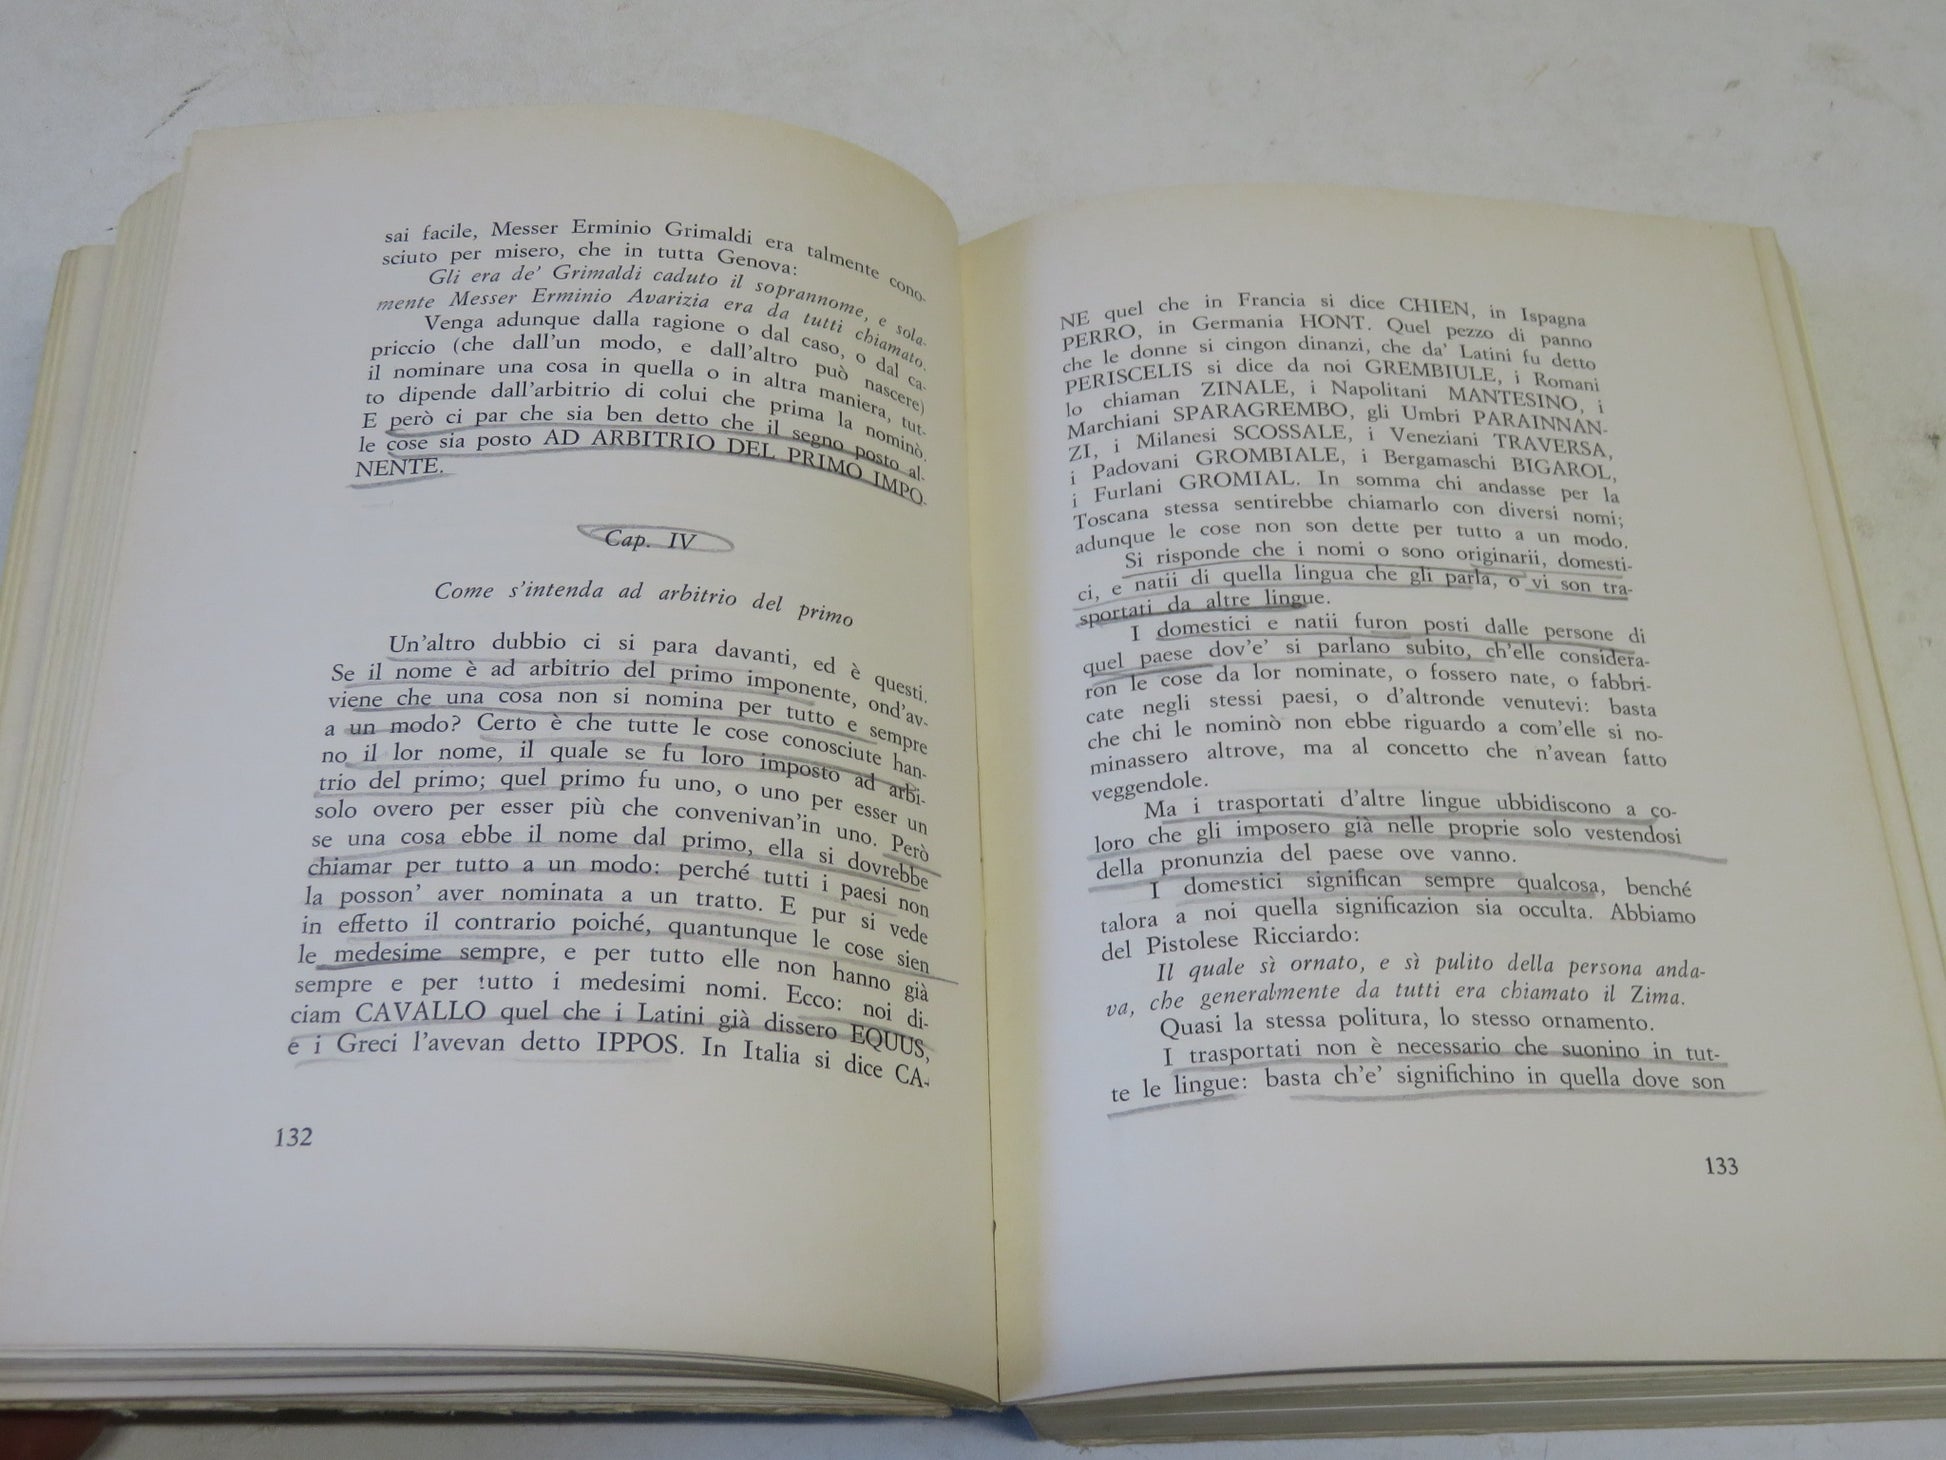 sai facile, Messer Erminio Grimaldi era talmente cono-
sciuto per misero, che in tutta Genova:
Gli era de' Grimaldi caduto il soprannome, e sola-
mente Messer Erminio Avarizia era da tutti chiamato.
Venga adunque dalla ragione o dal caso, o dal ca-
priccio (che dall'un modo, e dall'altro può nascere)
il nominare una cosa in quella o in altra maniera, tut-
to dipende dall'arbitrio di colui che prima la nominò.
E però ci par che sia ben detto che il segno posto al-
le cose sia posto AD ARBITRIO DEL PRIMO IMPO-
NENTE.
Cap. IV
Come s'intenda ad arbitrio del primo
Un'altro dubbio ci si para davanti, ed è questi.
Se il nome è ad arbitrio del primo imponente, ond'av-
viene che una cosa non si nomina per tutto e sempre
a un modo? Certo è che tutte le cose conosciute han-
no il lor nome, il quale se fu loro imposto ad arbi-
trio del primo; quel primo fu uno, o uno per esser un
solo overo per esser più che convenivan'in uno. Però
se una cosa ebbe il nome dal primo, ella si dovrebbe
chiamar per tutto a un modo: perché tutti i paesi non
la posson' aver nominata a un tratto. E pur si vede
in effetto il contrario poiché, quantunque le cose sien
le medesime sempre, e per tutto elle non hanno già
sempre e per tutto i medesimi nomi. Ecco: noi di-
ciam CAVALLO quel che i Latini già dissero EQUUS,
e i Greci l'avevan detto IPPOS. In Italia si dice CA-
132
NE quel che in Francia si dice CHIEN, in Ispagna
PERRO, in Germania HONT. Quel pezzo di panno
che le donne si cingon dinanzi, che da' Latini fu detto
PERISCELIS si dice da noi GREMBIULE, i Romani
lo chiaman ZINALE, i Napolitani MANTESINO, i
Marchiani SPARAGREMBO, gli Umbri PARAINNAN-
ZI, i Milanesi SCOSSALE, i Veneziani TRAVERSA,
i Padovani GROMBIALE, i Bergamaschi BIGAROL,
i Furlani GROMIAL. In somma chi andasse per la
Toscana stessa sentirebbe chiamarlo con diversi nomi;
adunque le cose non son dette per tutto a un modo.
Si risponde che i nomi o sono originarii, domesti-
ci, e natii di quella lingua che gli parla, o vi son tra-
sportati da altre lingue.
I domestici e natii furon posti dalle persone di
quel paese dov'e' si parlano subito, ch'elle considera-
ron le cose da lor nominate, o fossero nate, o fabbri-
cate negli stessi paesi, o d'altronde venutevi: basta
che chi le nominò non ebbe riguardo a com'elle si no-
minassero altrove, ma al concetto che n'avean fatto
veggendole.
Ma i trasportati d'altre lingue ubbidiscono a co-
loro che gli imposero già nelle proprie solo vestendosi
della pronunzia del paese ove vanno.
I domestici significan sempre qualcosa, benché
talora a noi quella significazion sia occulta. Abbiamo
del Pistolese Ricciardo:
Il quale sì ornato, e sì pulito della persona anda-
va, che generalmente da tutti era chiamato il Zima.
Quasi la stessa politura, lo stesso ornamento.
I trasportati non è necessario che suonino in tut-
te le lingue: basta ch'e' significhino in quella dove son
133